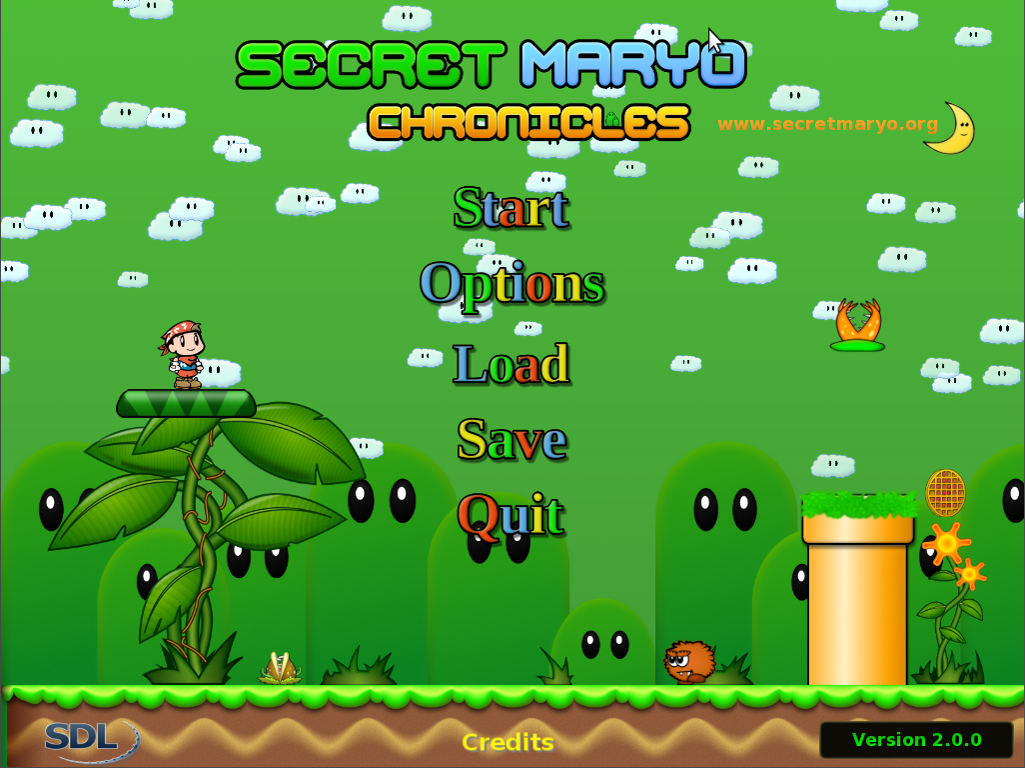 SECRET MARYO
CHRONICLES
www.secretmaryo.org
Start
Options
Load
Save
Quit
SDL
Credits
Version 2.0.0